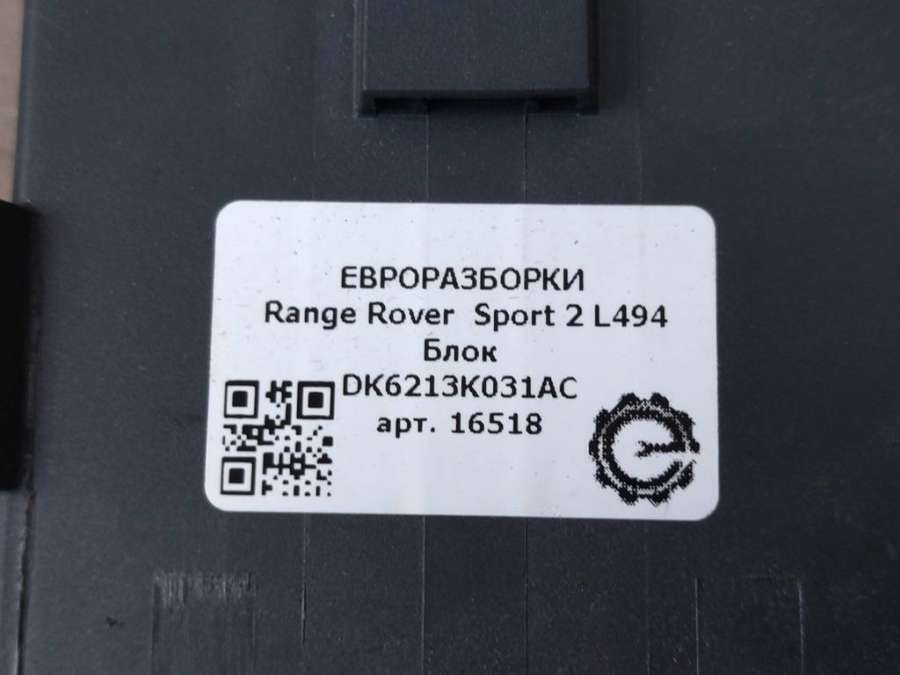 ЕВРОРАЗБОРКИ
Range Rover Sport 2 L494
Блок
DK6213K031AC
арт. 16518